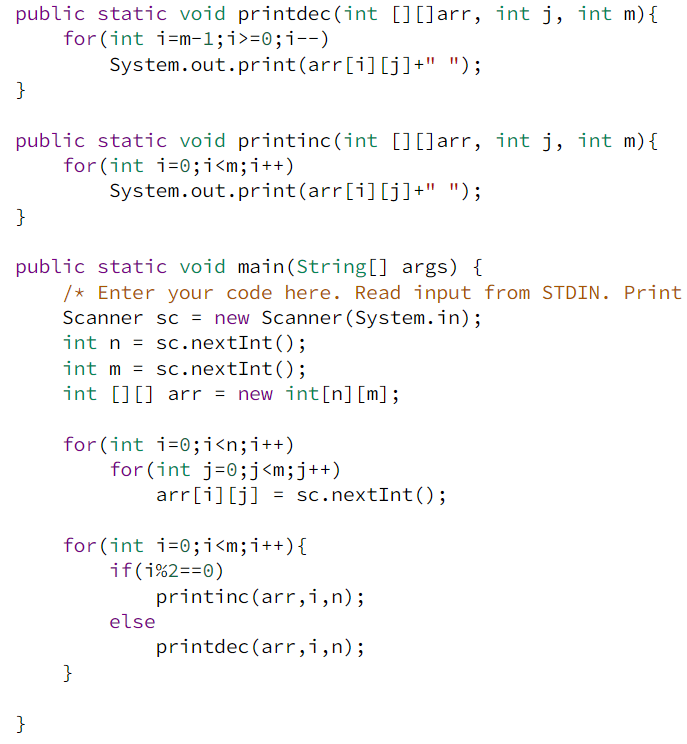 public static void printdec(int [][]arr, int j, int m){
    for(int i=m-1;i>=0;i--)
        System.out.print(arr[i][j]+" ");
}

public static void printinc(int [][]arr, int j, int m){
    for(int i=0;i<m;i++)
        System.out.print(arr[i][j]+" ");
}

public static void main(String[] args) {
    /* Enter your code here. Read input from STDIN. Print
    Scanner sc = new Scanner(System.in);
    int n = sc.nextInt();
    int m = sc.nextInt();
    int [][] arr = new int[n][m];

    for(int i=0;i<n;i++)
        for(int j=0;j<m;j++)
            arr[i][j] = sc.nextInt();

    for(int i=0;i<m;i++){
        if(i%2==0)
            printinc(arr,i,n);
        else
            printdec(arr,i,n);
    }

}